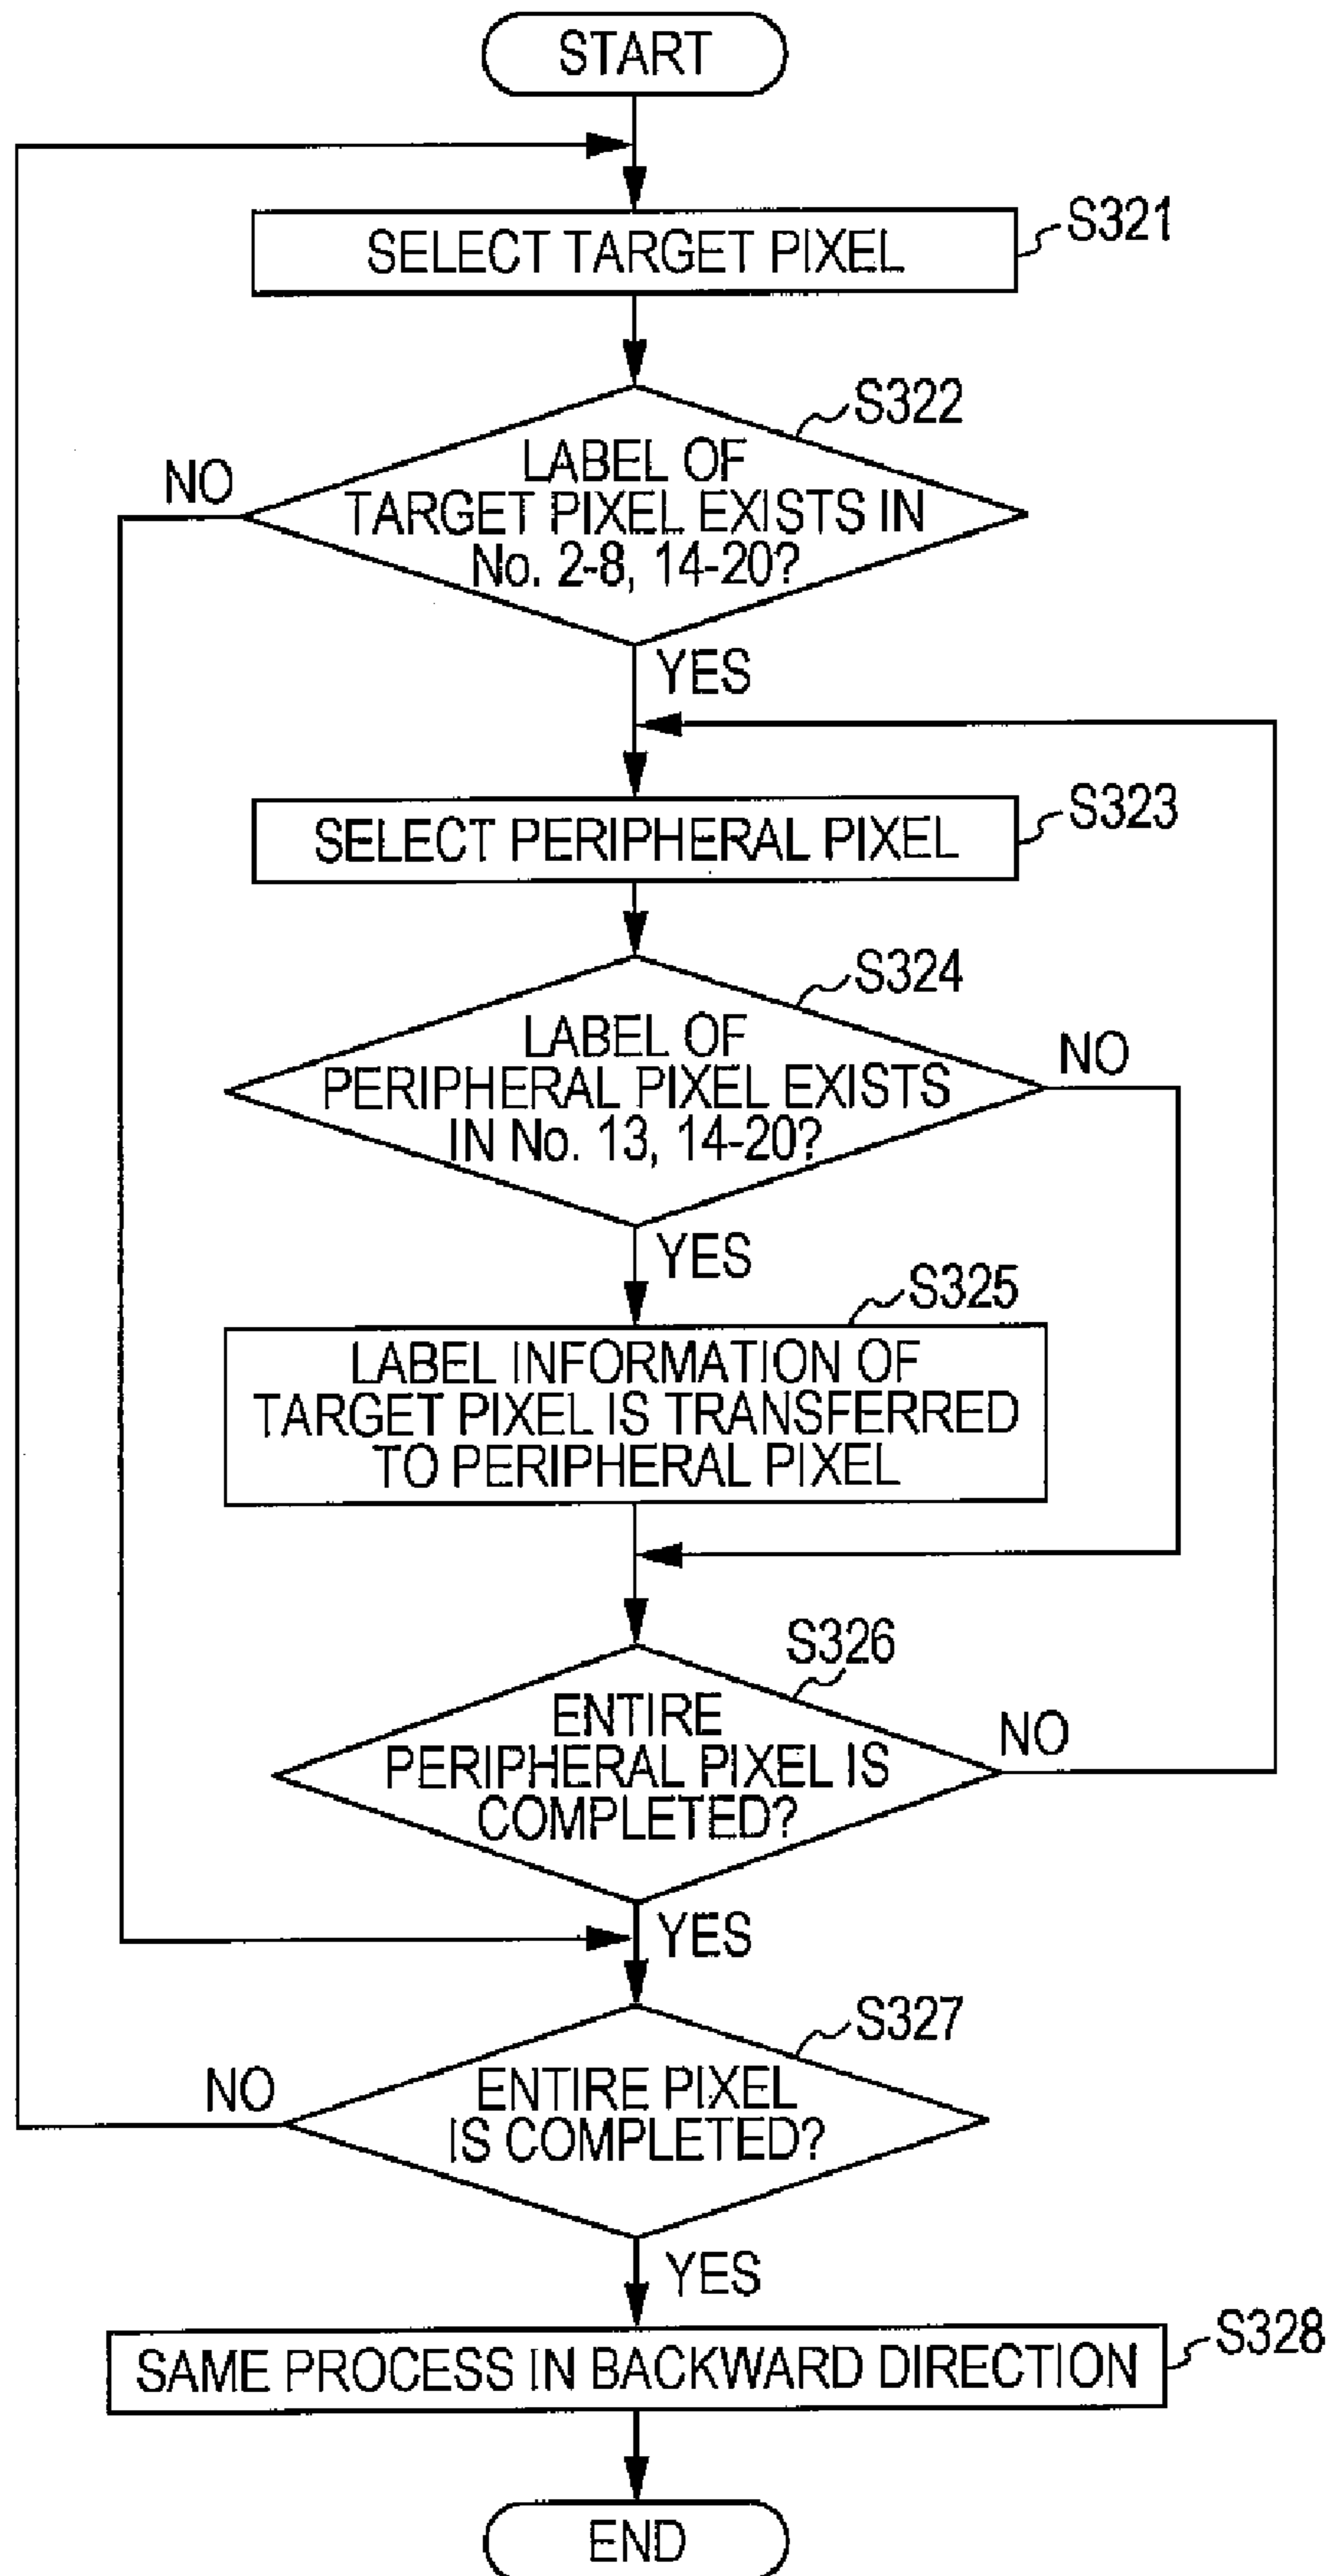 START
SELECT TARGET PIXEL
S321
S322
LABEL OF
TARGET PIXEL EXISTS IN
No. 2-8, 14-20?
NO
YES
SELECT PERIPHERAL PIXEL
S323
S324
LABEL OF
PERIPHERAL PIXEL EXISTS
IN No. 13, 14-20?
NO
YES
S325
LABEL INFORMATION OF
TARGET PIXEL IS TRANSFERRED
TO PERIPHERAL PIXEL
S326
ENTIRE
PERIPHERAL PIXEL IS
COMPLETED?
NO
YES
S327
ENTIRE PIXEL
IS COMPLETED?
NO
YES
SAME PROCESS IN BACKWARD DIRECTION
S328
END